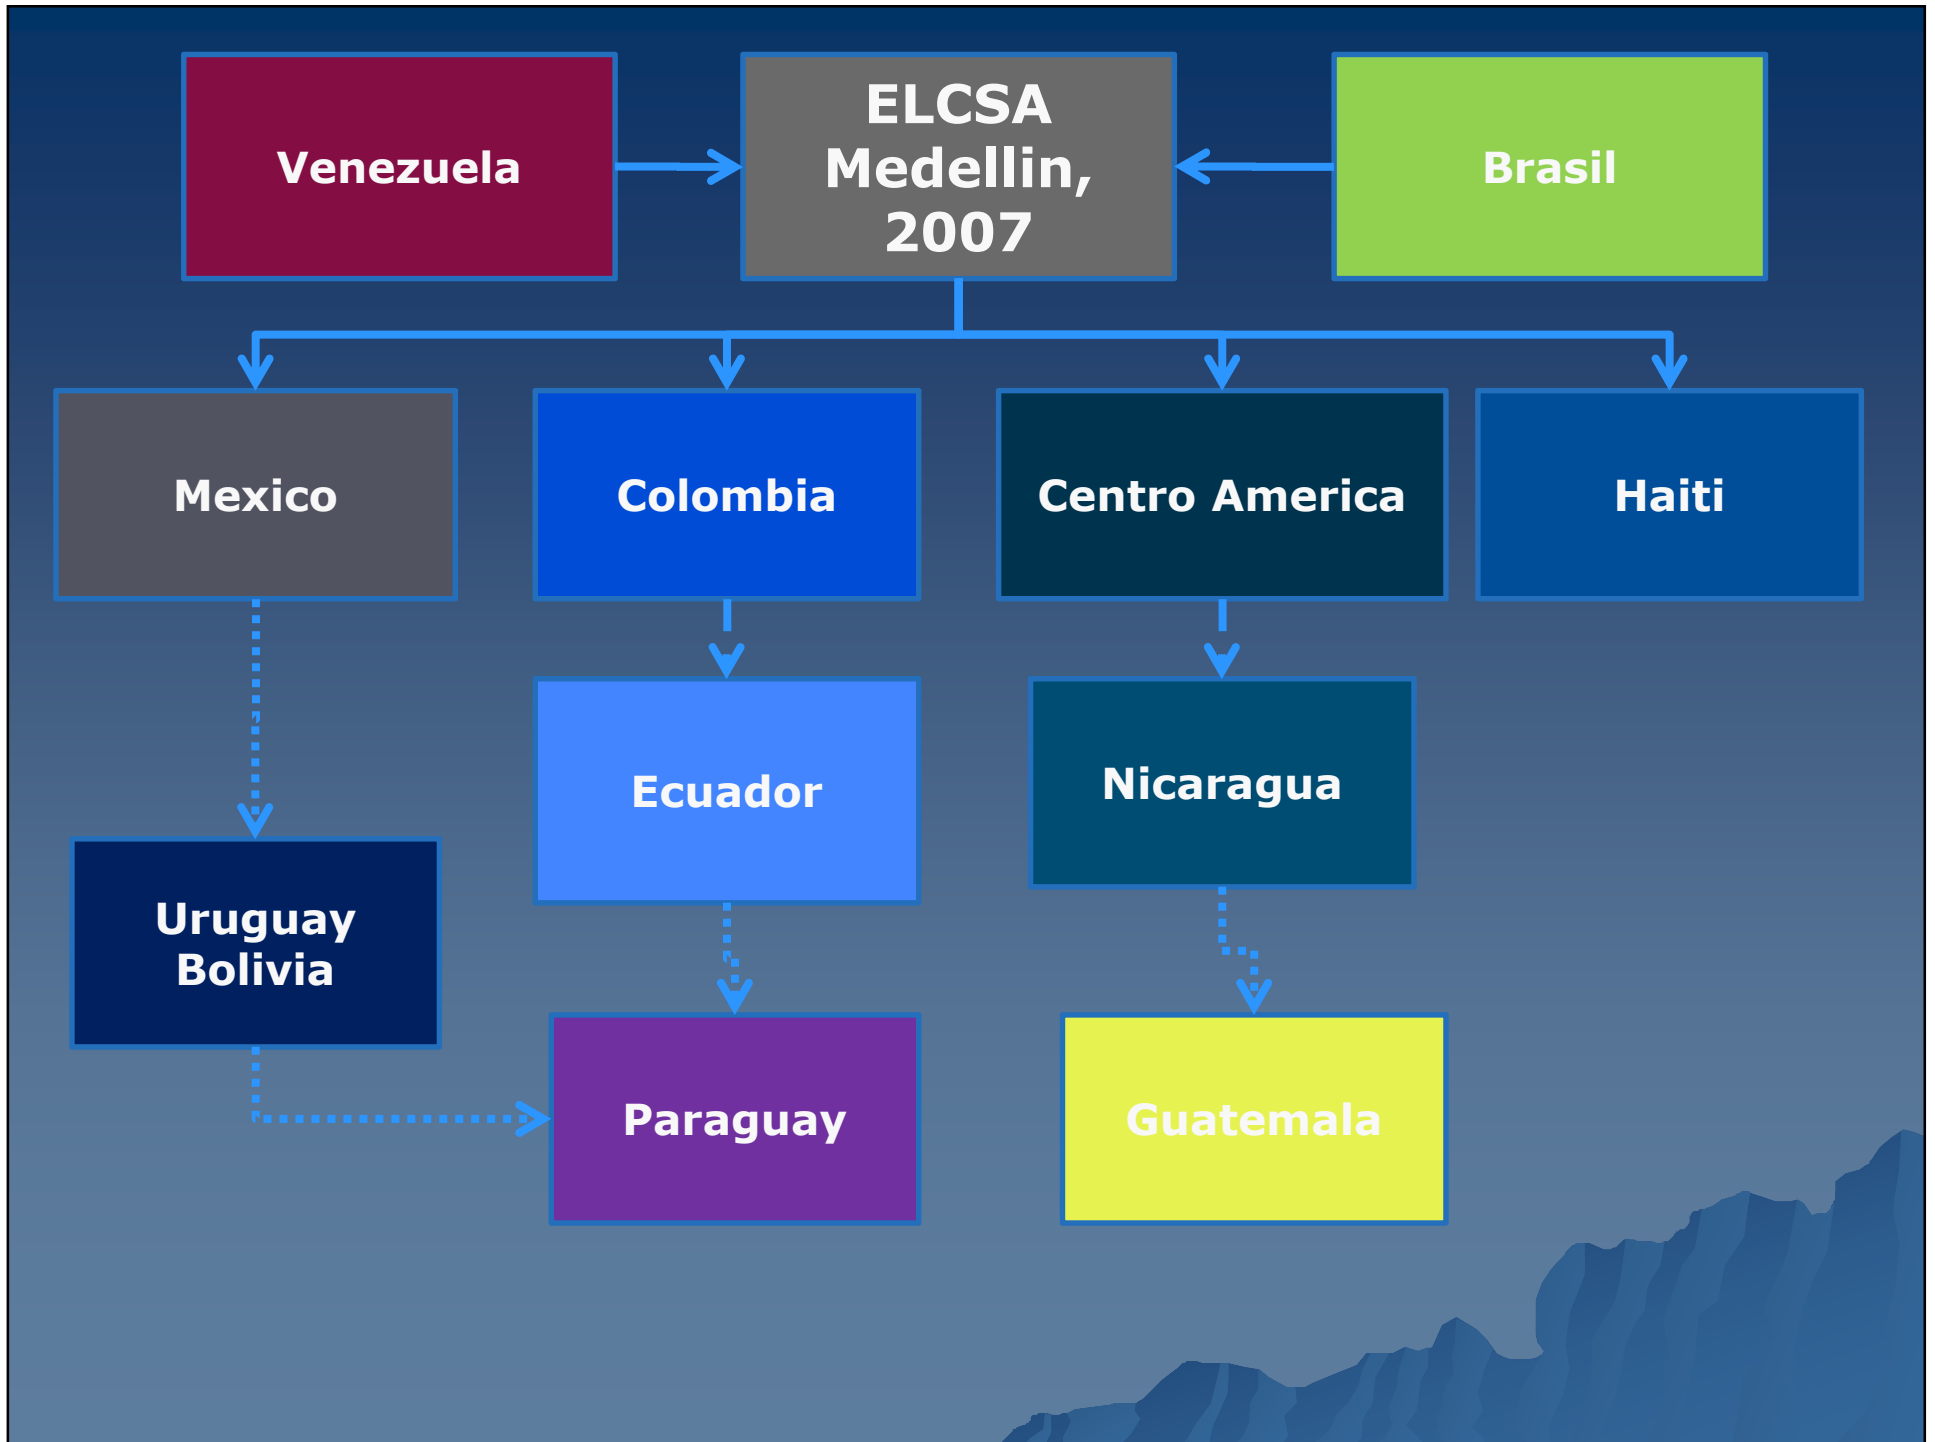 Venezuela
ELCSA
Medellin,
2007
Brasil
Mexico
Colombia
Centro America
Haiti
Ecuador
Nicaragua
Uruguay
Bolivia
Paraguay
Guatemala